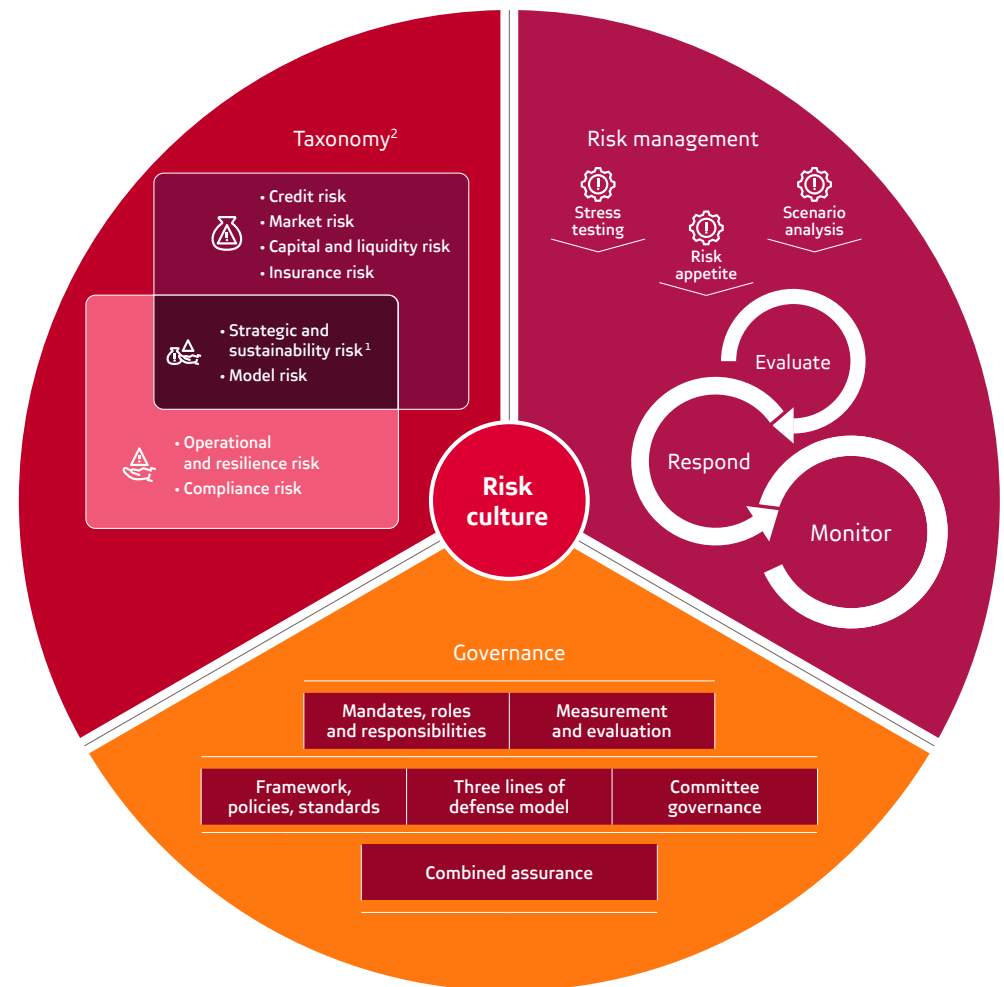 Taxonomy²
• Credit risk
• Market risk
• Capital and liquidity risk
• Insurance risk
• Strategic and
sustainability risk¹
• Model risk
• Operational
and resilience risk
• Compliance risk
Risk management
Stress
testing
Risk
appetite
Scenario
analysis
Evaluate
Respond
Monitor
Risk
culture
Governance
Mandates, roles
and responsibilities
Measurement
and evaluation
Framework,
policies, standards
Three lines of
defense model
Committee
governance
Combined assurance